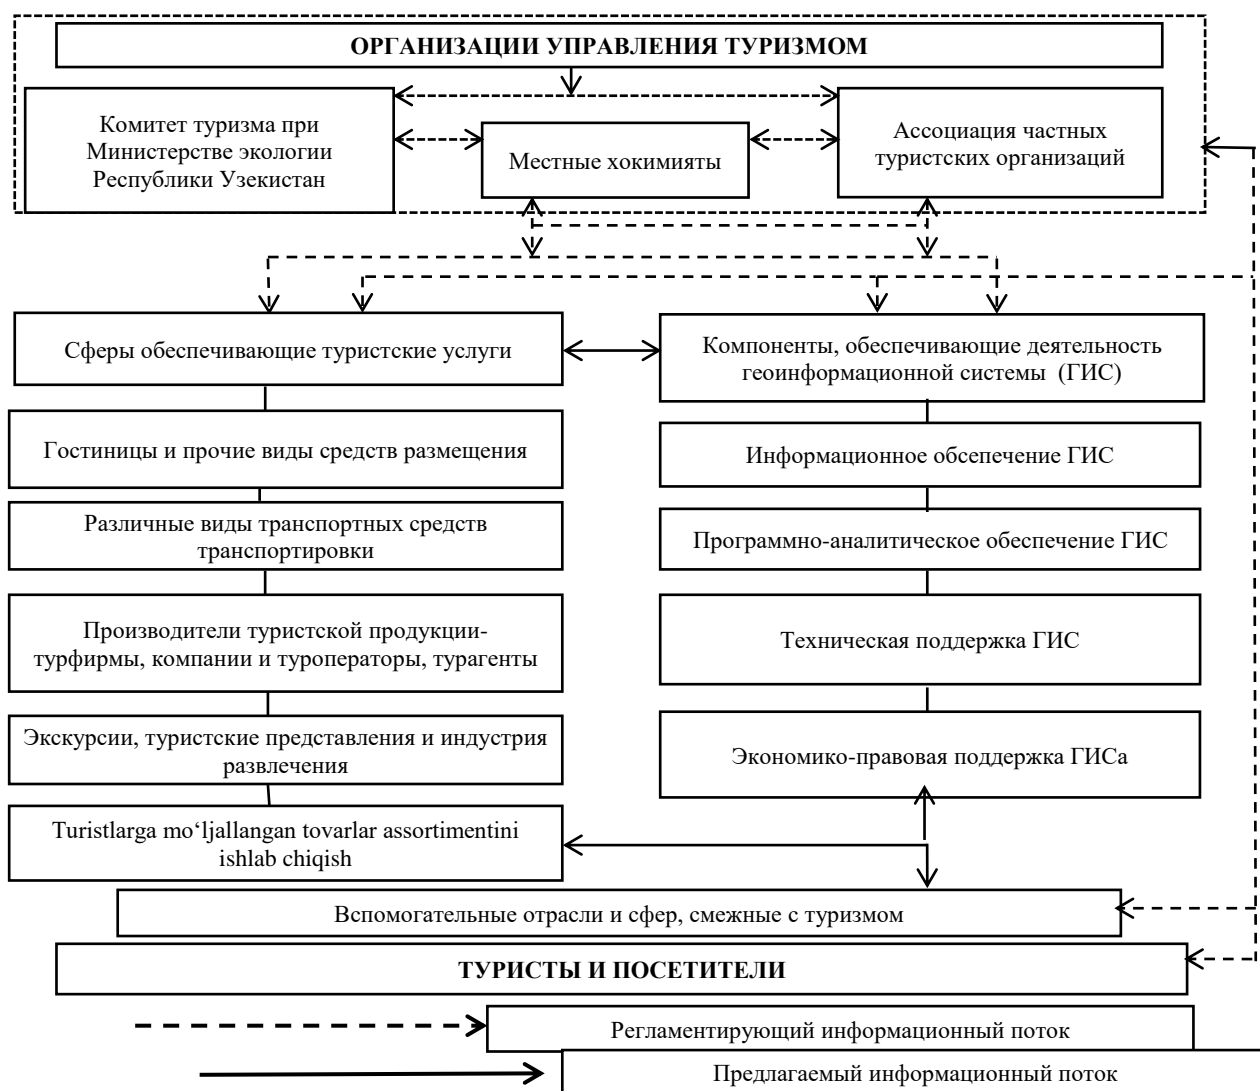 ОРГАНИЗАЦИИ УПРАВЛЕНИЯ ТУРИЗМОМ
Комитет туризма при
Министерстве экологии
Республики Узекистан
Местные хокимияты
Ассоциация частных
туристских организаций
Сферы обеспечивающие туристские услуги
Компоненты, обеспечивающие деятельность
геоинформационной системы (ГИС)
Гостиницы и прочие виды средств размещения
Информационное обсепечение ГИС
Различные виды транспортных средств
транспортировки
Программно-аналитическое обеспечение ГИС
Производители туристской продукции-
турфирмы, компании и туроператоры, турагенты
Техническая поддержка ГИС
Экскурсии, туристские представления и индустрия
развлечения
Экономико-правовая поддержка ГИСа
Turistlarga mo‘ljallangan tovarlar assortimentini
ishlab chiqish
Вспомогательные отрасли и сфер, смежные с туризмом
ТУРИСТЫ И ПОСЕТИТЕЛИ
Регламентирующий информационный поток
Предлагаемый информационный поток